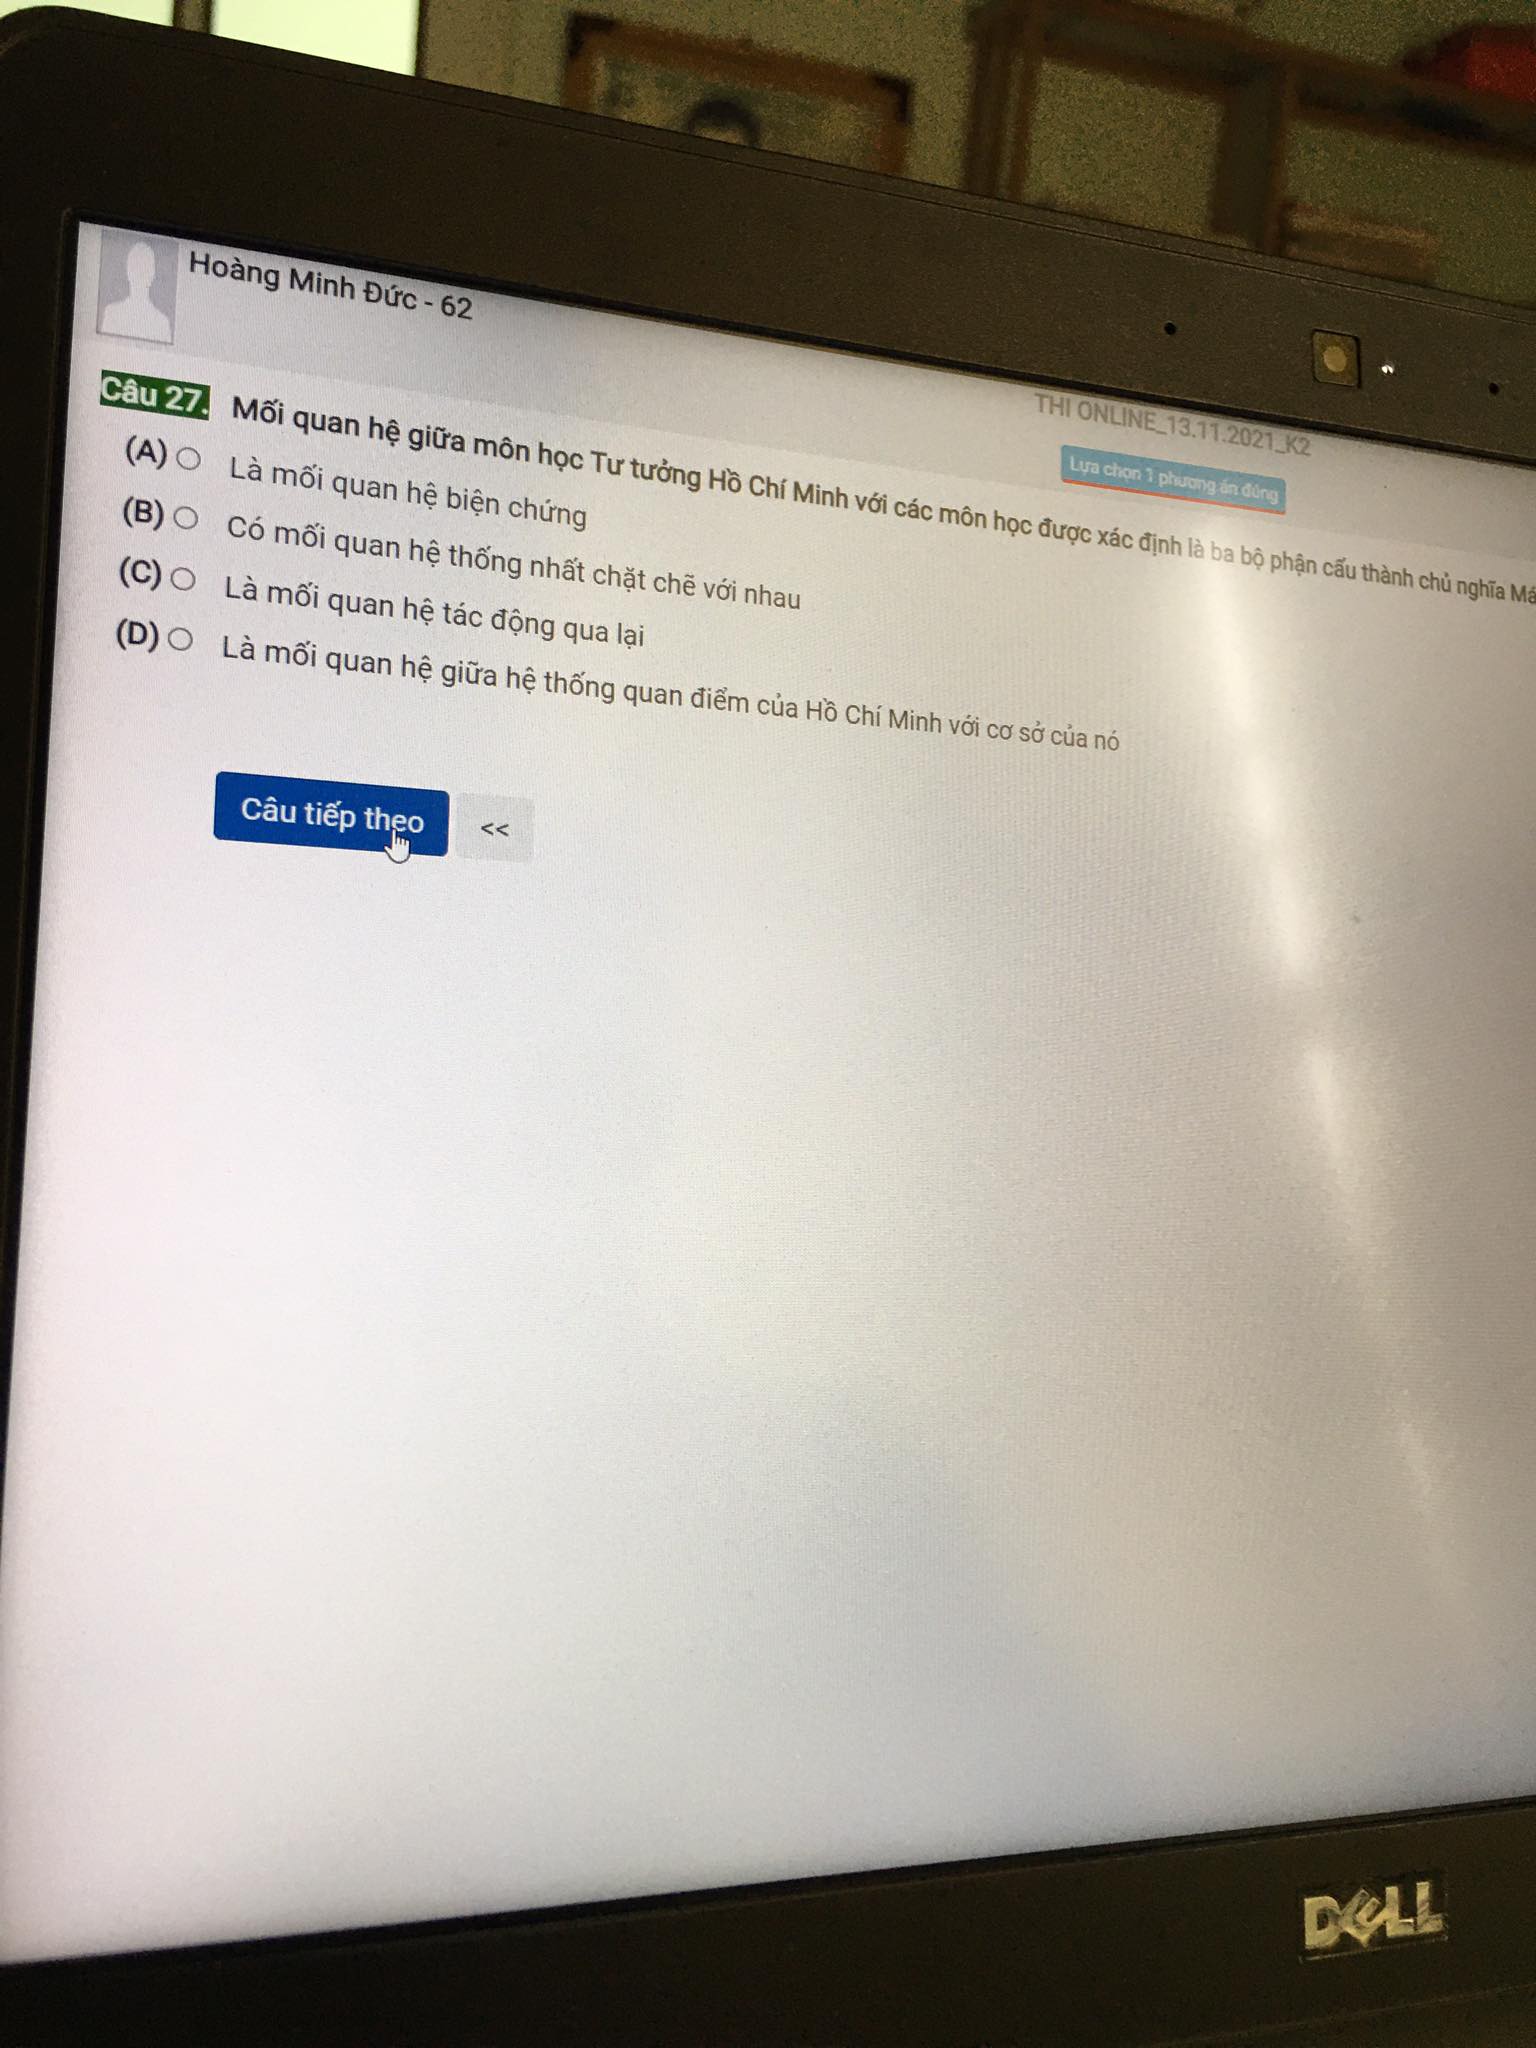 Hoàng Minh Đức - 62
THI ONLINE_13.11.2021_K2
Lựa chọn 1 phương án đúng
Câu 27. Mối quan hệ giữa môn học Tư tưởng Hồ Chí Minh với các môn học được xác định là ba bộ phận cấu thành chủ nghĩa
(A) Là mối quan hệ biện chứng
(B) Có mối quan hệ thống nhất chặt chẽ với nhau
(C) Là mối quan hệ tác động qua lại
(D) Là mối quan hệ giữa hệ thống quan điểm của Hồ Chí Minh với cơ sở của nó
Câu tiếp theo <<
DELL